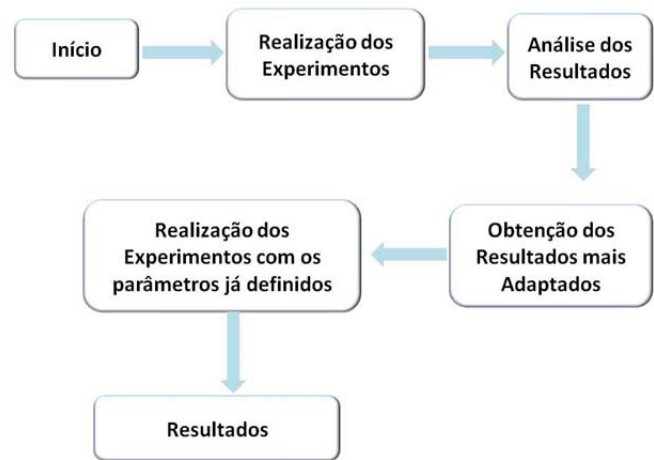 Início
Realização dos
Experimentos
Análise dos
Resultados
Obtenção dos
Resultados mais
Adaptados
Realização dos
Experimentos com os
parâmetros já definidos
Resultados